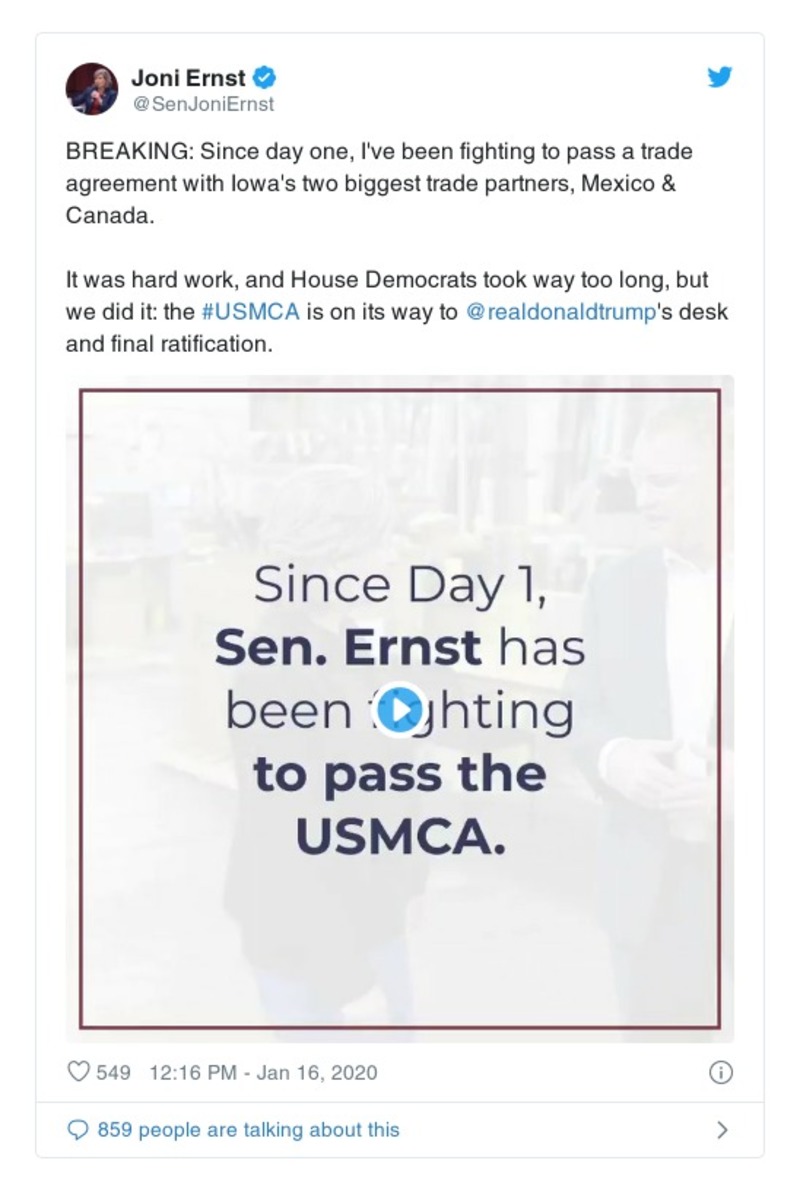 Joni Ernst
@SenJoniErnst
BREAKING: Since day one, I've been fighting to pass a trade
agreement with Iowa's two biggest trade partners, Mexico &
Canada.
It was hard work, and House Democrats took way too long, but
we did it: the #USMCA is on its way to @realdonaldtrump's desk
and final ratification.
Since Day 1,
Sen. Ernst has
been fighting
to pass the
USMCA.
549 12:16 PM - Jan 16, 2020
859 people are talking about this